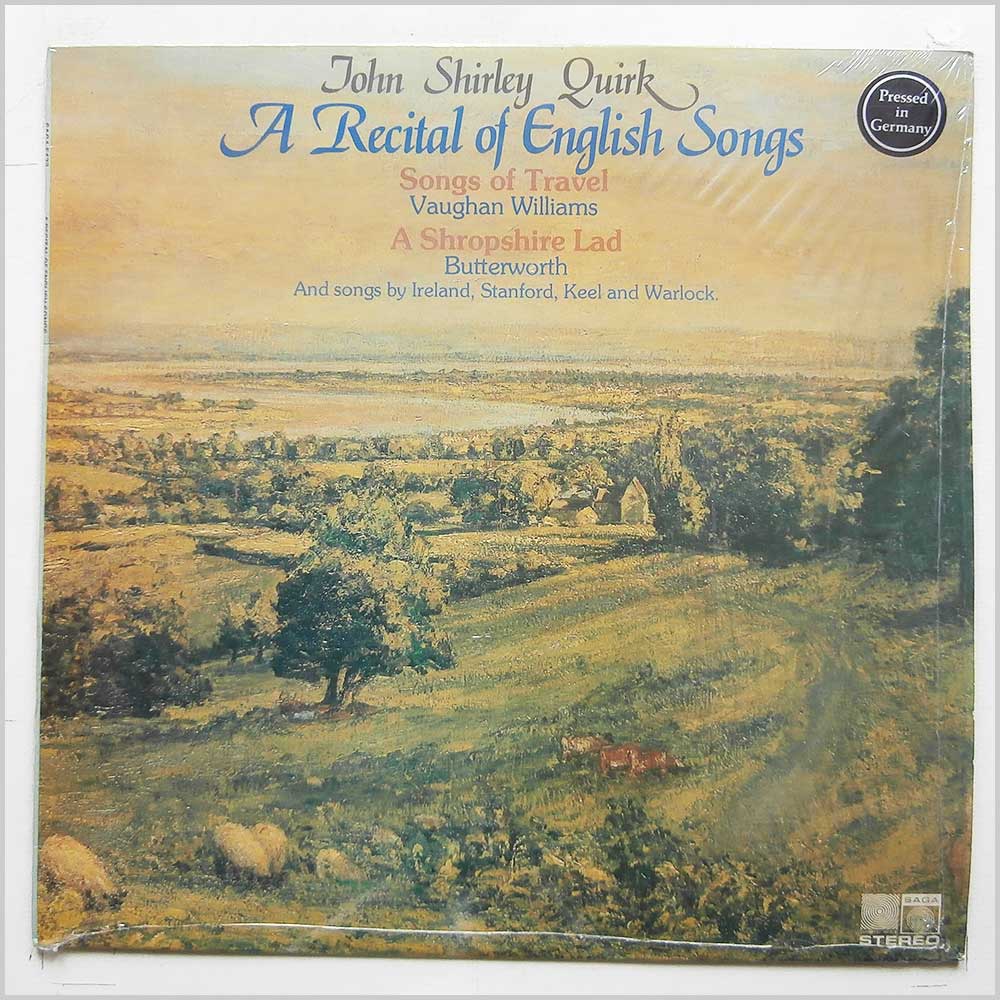 John Shirley Quirk
A Recital of English Songs
Songs of Travel
Vaughan Williams
A Shropshire Lad
Butterworth
And songs by Ireland, Stanford, Keel and Warlock.
Pressed
in
Germany
SAGA
STEREO